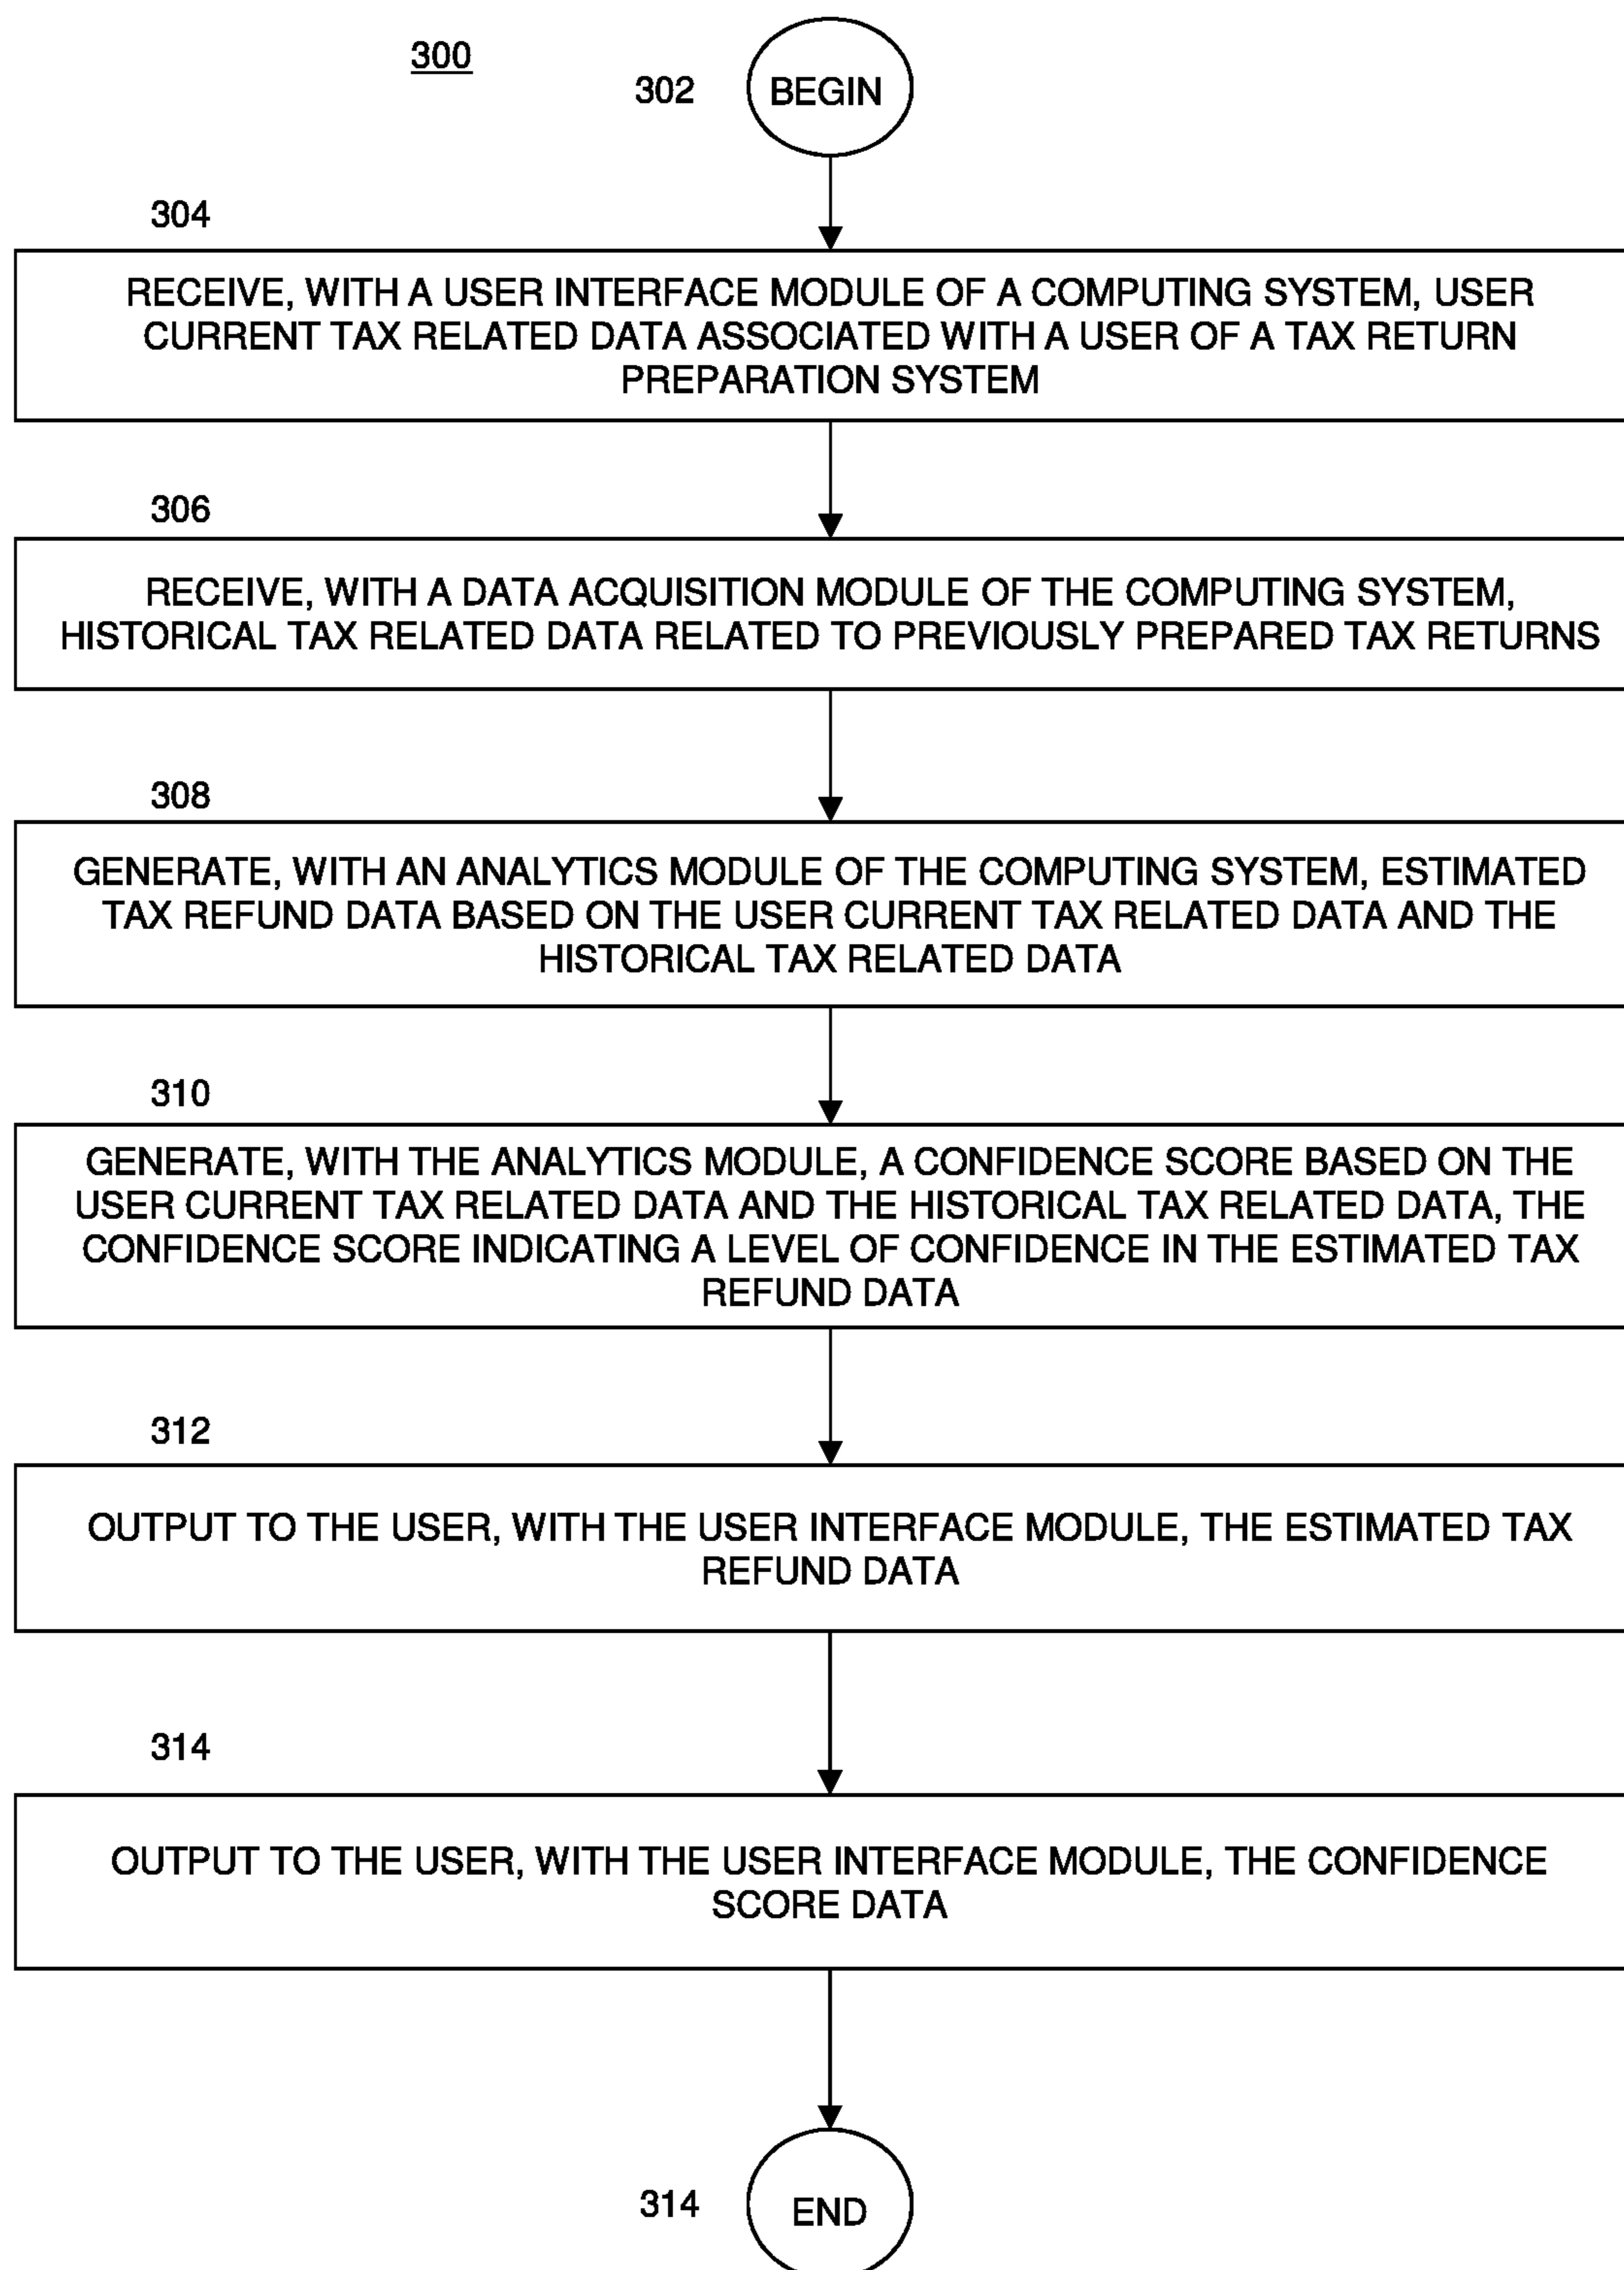 300
302
BEGIN
304
RECEIVE, WITH A USER INTERFACE MODULE OF A COMPUTING SYSTEM, USER
CURRENT TAX RELATED DATA ASSOCIATED WITH A USER OF A TAX RETURN
PREPARATION SYSTEM
306
RECEIVE, WITH A DATA ACQUISITION MODULE OF THE COMPUTING SYSTEM,
HISTORICAL TAX RELATED DATA RELATED TO PREVIOUSLY PREPARED TAX RETURNS
308
GENERATE, WITH AN ANALYTICS MODULE OF THE COMPUTING SYSTEM, ESTIMATED
TAX REFUND DATA BASED ON THE USER CURRENT TAX RELATED DATA AND THE
HISTORICAL TAX RELATED DATA
310
GENERATE, WITH THE ANALYTICS MODULE, A CONFIDENCE SCORE BASED ON THE
USER CURRENT TAX RELATED DATA AND THE HISTORICAL TAX RELATED DATA, THE
CONFIDENCE SCORE INDICATING A LEVEL OF CONFIDENCE IN THE ESTIMATED TAX
REFUND DATA
312
OUTPUT TO THE USER, WITH THE USER INTERFACE MODULE, THE ESTIMATED TAX
REFUND DATA
314
OUTPUT TO THE USER, WITH THE USER INTERFACE MODULE, THE CONFIDENCE
SCORE DATA
314
END